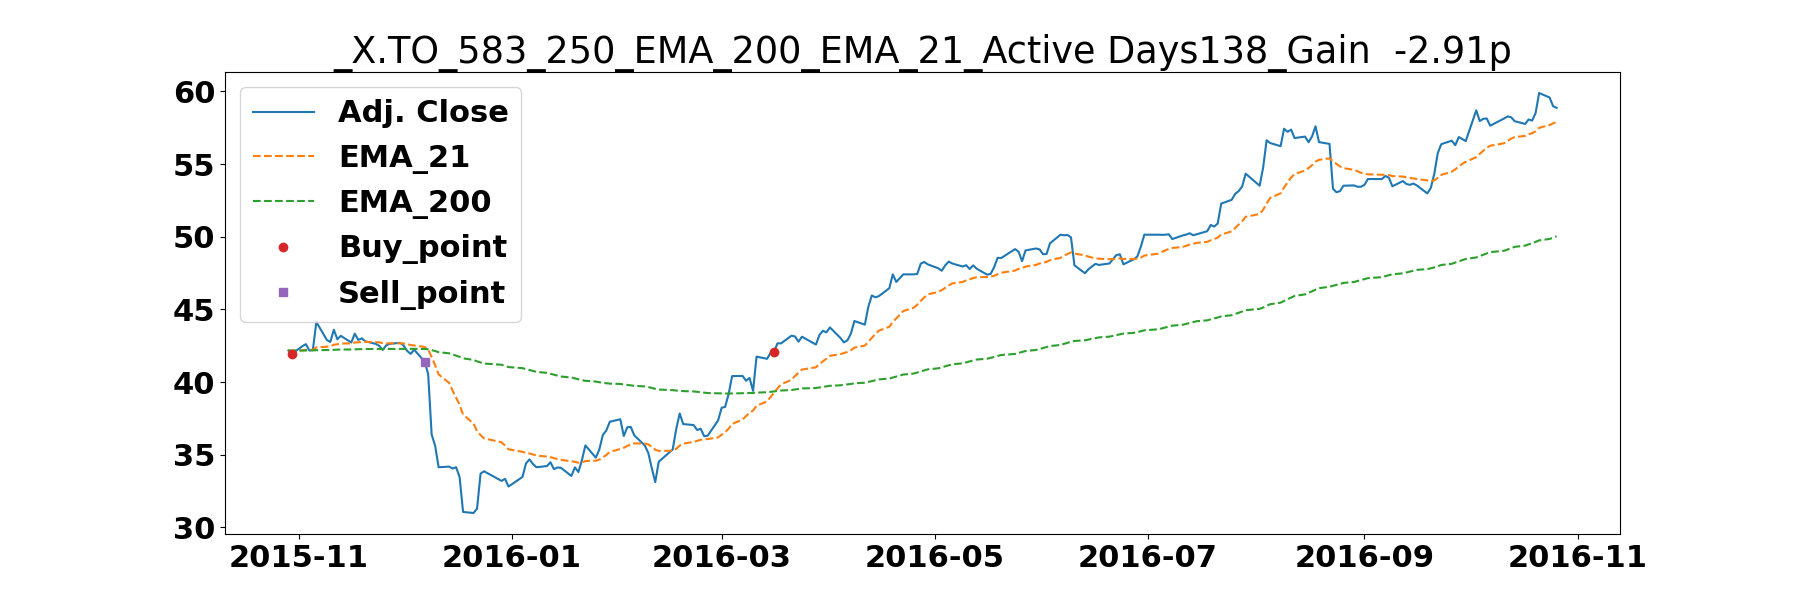 _X.TO_583_250_EMA_200_EMA_21_Active Days138_Gain  -2.91p
60
55
50
45
40
35
30
Adj. Close
EMA_21
EMA_200
Buy_point
Sell_point
2015-11 2016-01 2016-03 2016-05 2016-07 2016-09 2016-11